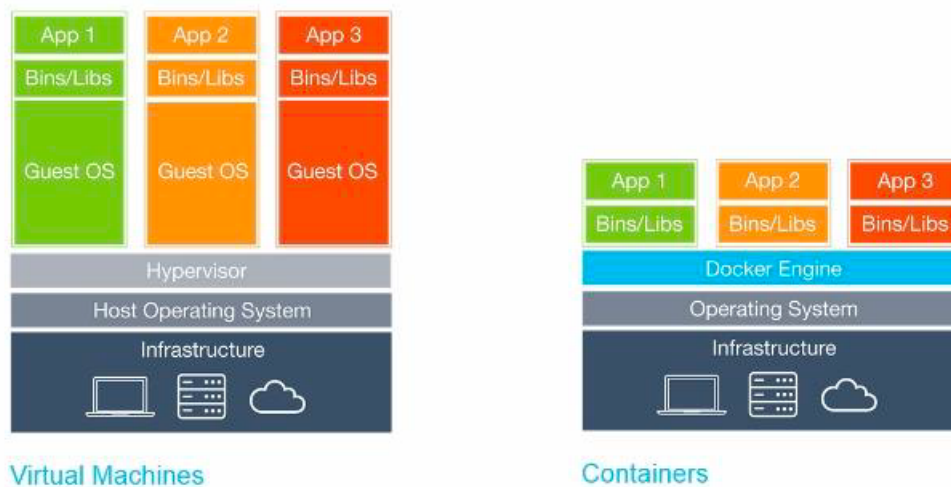 App 1
App 2
App 3
Bins/Libs
Bins/Libs
Bins/Libs
Guest OS
Guest OS
Guest OS
Hypervisor
Host Operating System
Infrastructure
Virtual Machines
App 1
App 2
App 3
Bins/Libs
Bins/Libs
Bins/Libs
Docker Engine
Operating System
Infrastructure
Containers